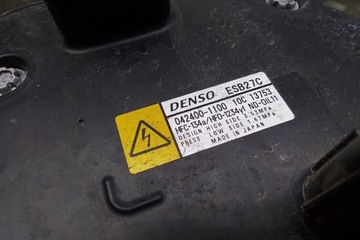 DENSO ESB27C
042400-1100 10C 13753
HFC-134a/HFO-1234yf ND-OIL11
DESIGN HIGH SIDE 3.53MPa
PRESS LOW SIDE 1.67MPa
MADE IN JAPAN